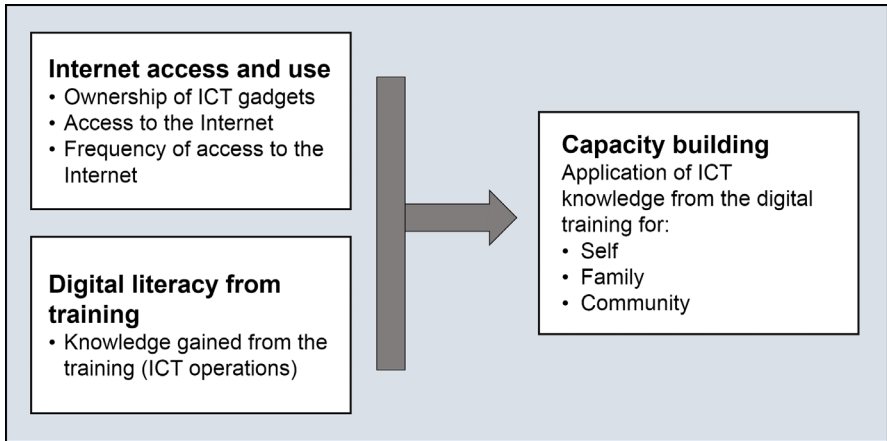 Internet access and use
• Ownership of ICT gadgets
• Access to the Internet
• Frequency of access to the
Internet
Digital literacy from
training
• Knowledge gained from the
training (ICT operations)
Capacity building
Application of ICT
knowledge from the digital
training for:
• Self
• Family
• Community